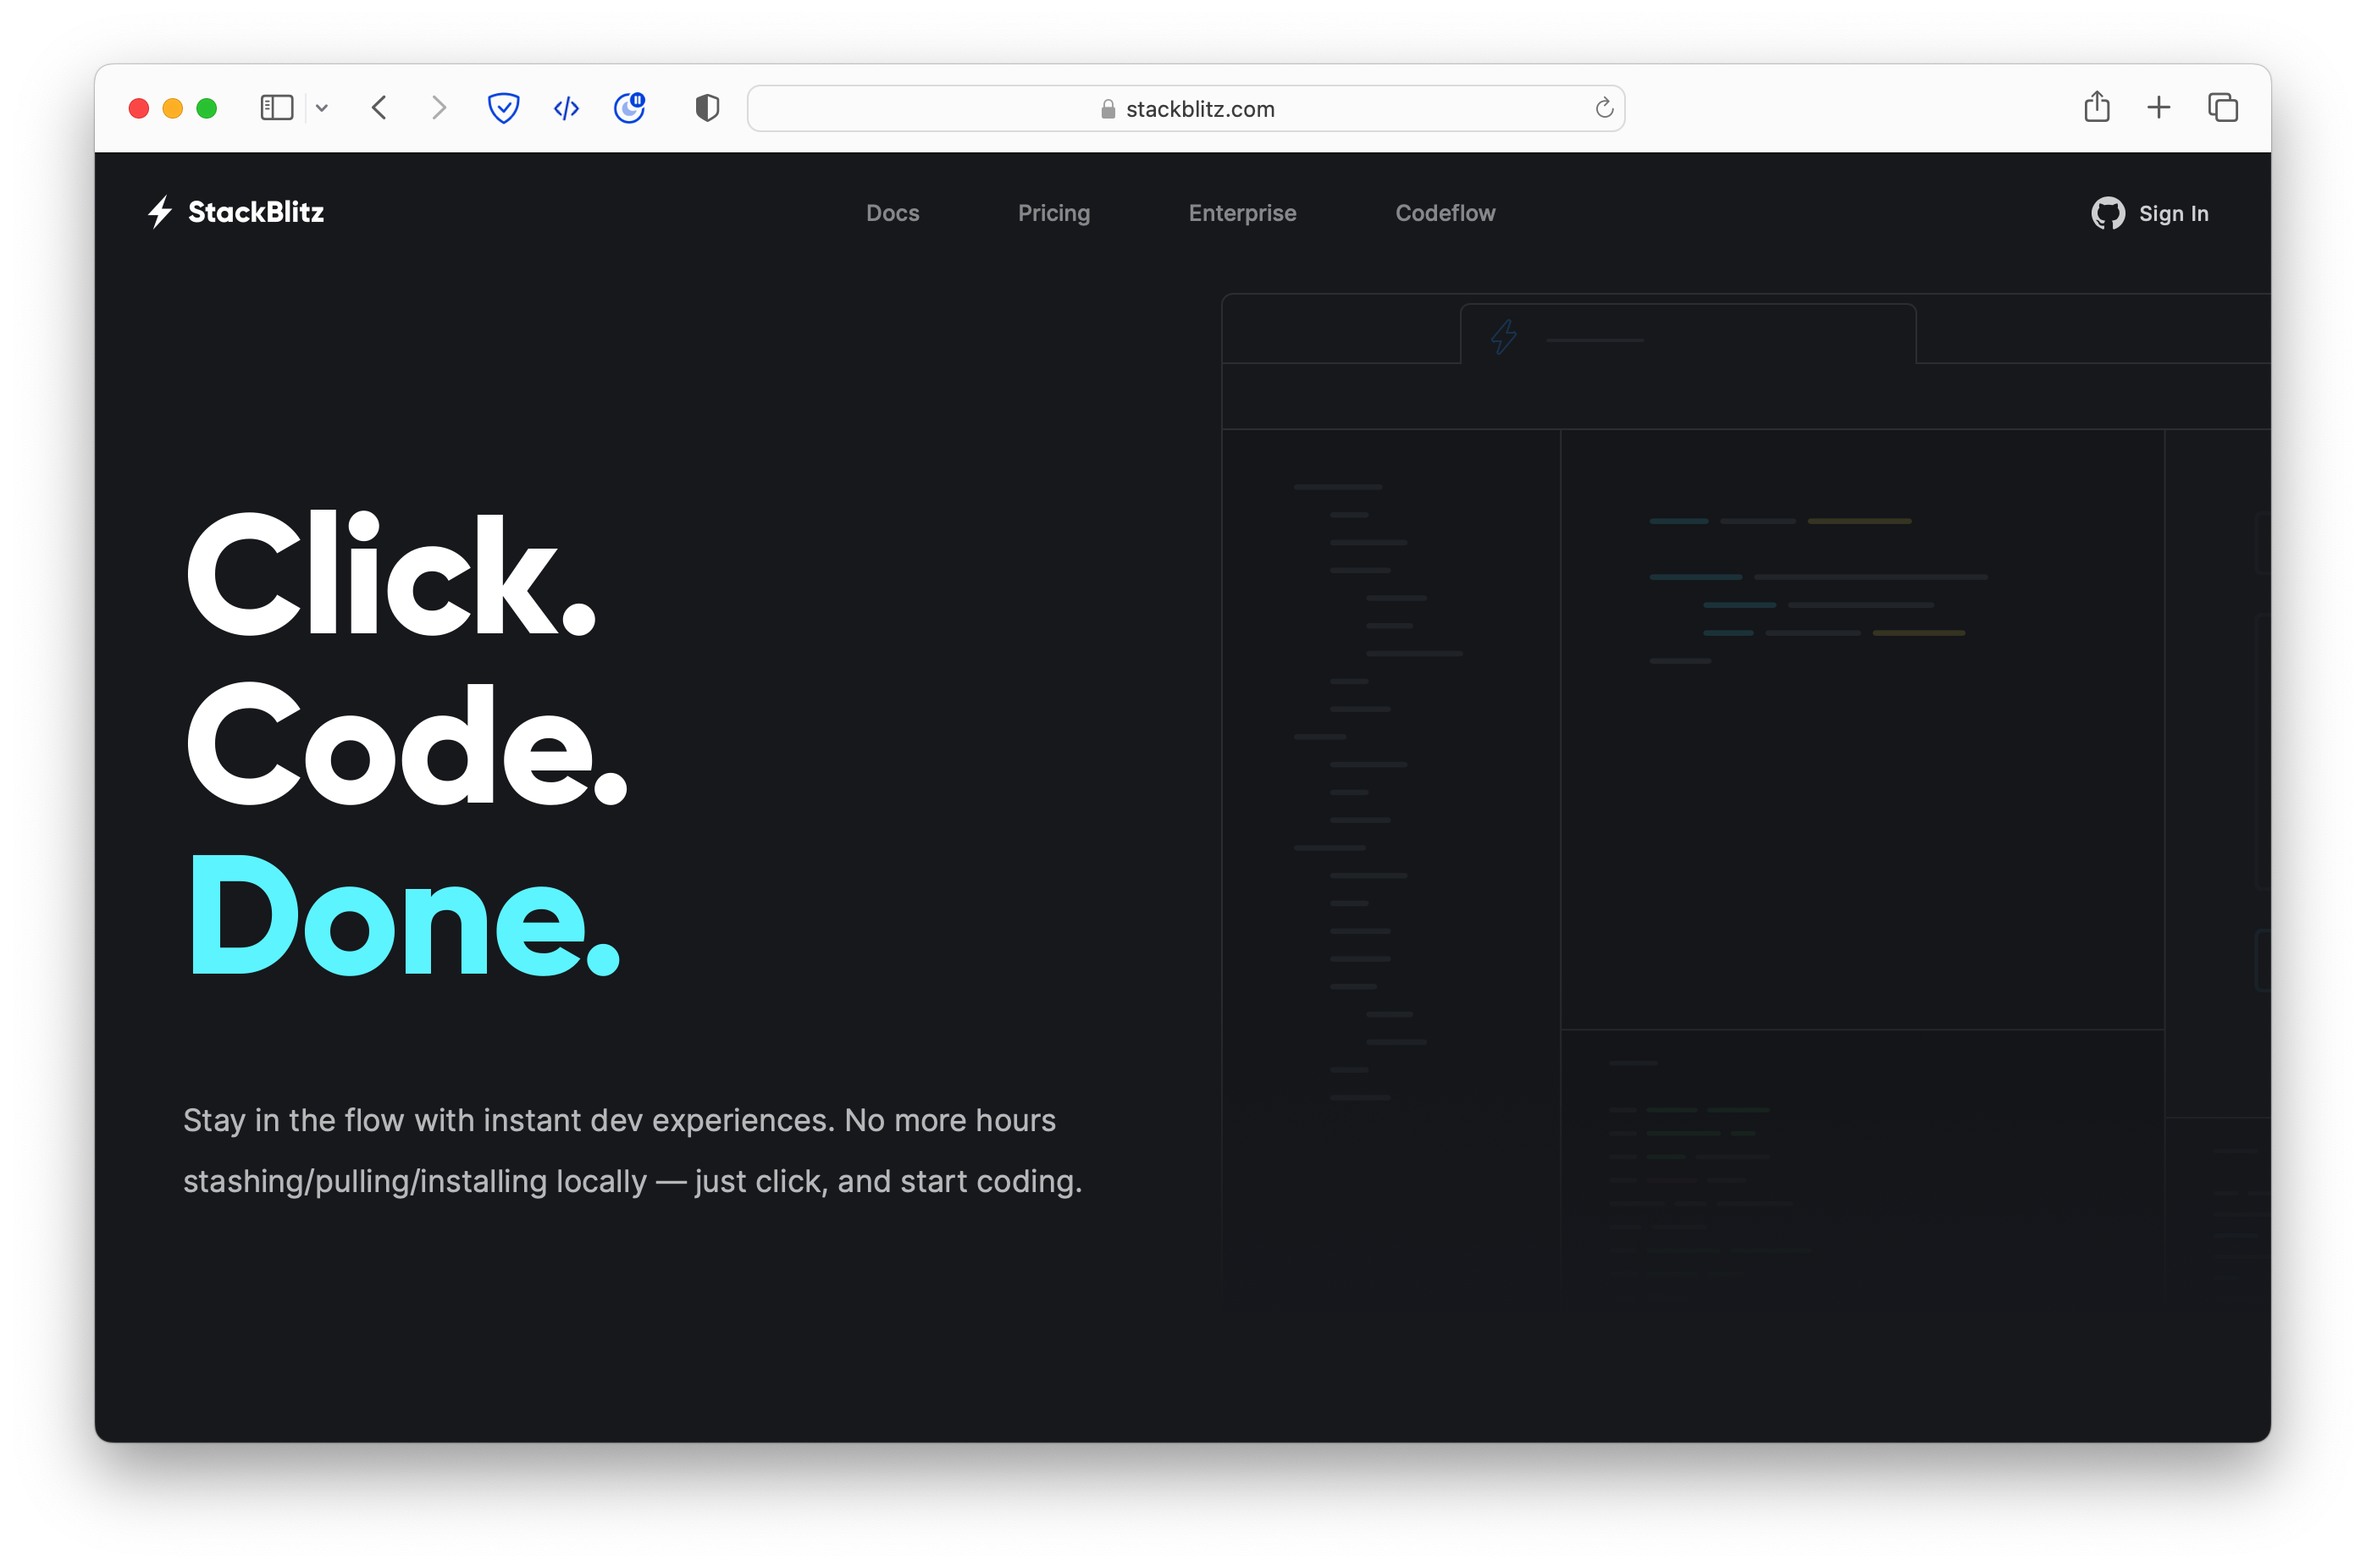 stackblitz.com
StackBlitz
Docs
Pricing
Enterprise
Codeflow
Sign In
Click.
Code.
Done.
Stay in the flow with instant dev experiences. No more hours
stashing/pulling/installing locally — just click, and start coding.